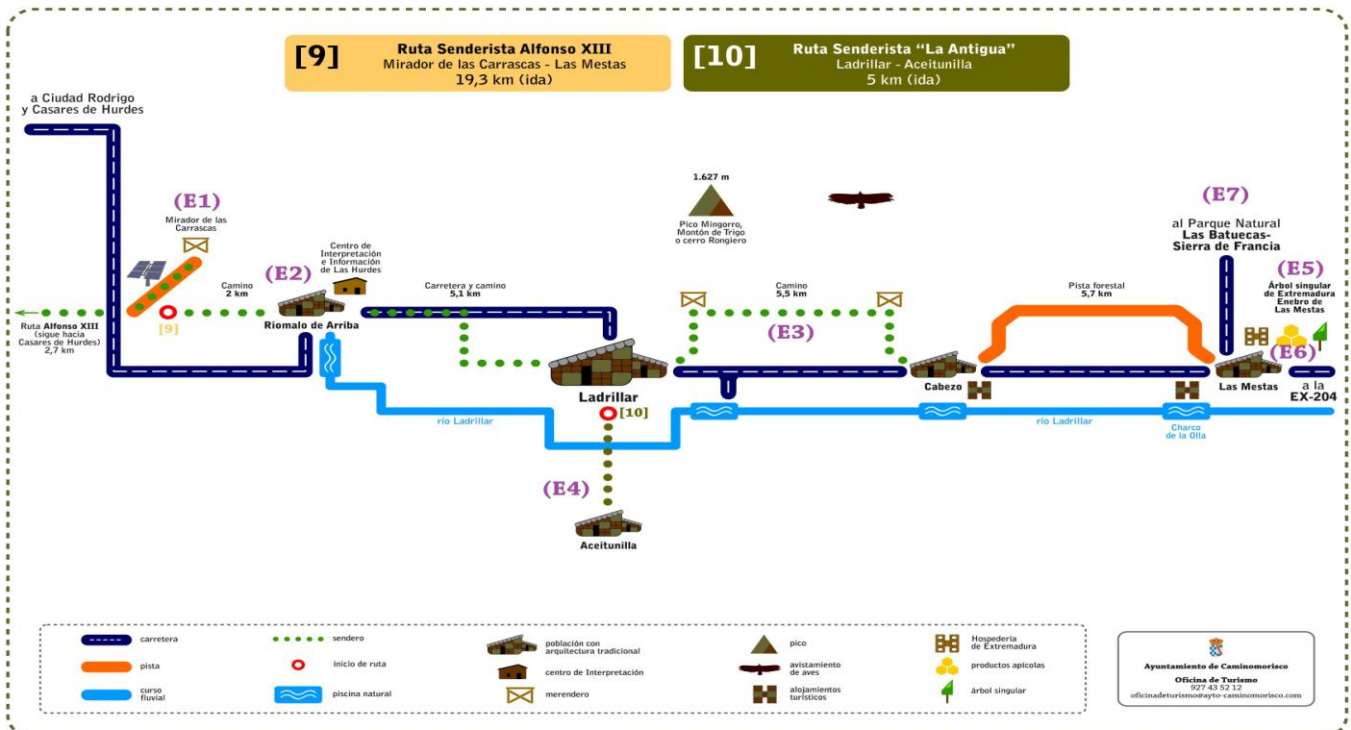 [9]
Ruta Senderista Alfonso XIII
Mirador de las Carrascas - Las Mestas
19,3 km (ida)
[10]
Ruta Senderista “La Antigua”
Ladrillar - Aceitunilla
5 km (ida)
a Ciudad Rodrigo
y Casares de Hurdes
(E1)
Mirador de las
Carrascas
(E2)
Centro de
Interpretación
e Información
de Las Hurdes
Camino
2 km
[9]
Riomalo de Arriba
Ruta Alfonso XIII
(sigue hacia
Casares de Hurdes)
2,7 km
Carretera y camino
5,1 km
Ladrillar
[10]
río Ladrillar
(E4)
Aceitunilla
1.627 m
Pico Mingorro,
Montón de Trigo
o cerro Rongiero
Camino
5,5 km
(E3)
Cabezo
Pista forestal
5,7 km
río Ladrillar
Charco
de la Olla
(E7)
al Parque Natural
Las Batuecas-
Sierra de Francia
(E5)
Árbol singular
de Extremadura
Enebro de
Las Mestas
(E6)
Las Mestas
a la
EX-204
carretera
pista
curso
fluvial
sendero
inicio de ruta
piscina natural
población con
arquitectura tradicional
centro de Interpretación
merendero
pico
avistamiento
de aves
alojamientos
turísticos
Hospedería
de Extremadura
productos apícolas
árbol singular
Ayuntamiento de Caminomorisco
Oficina de Turismo
927 43 52 12
oficinadeturismo@ayto-caminomorisco.com